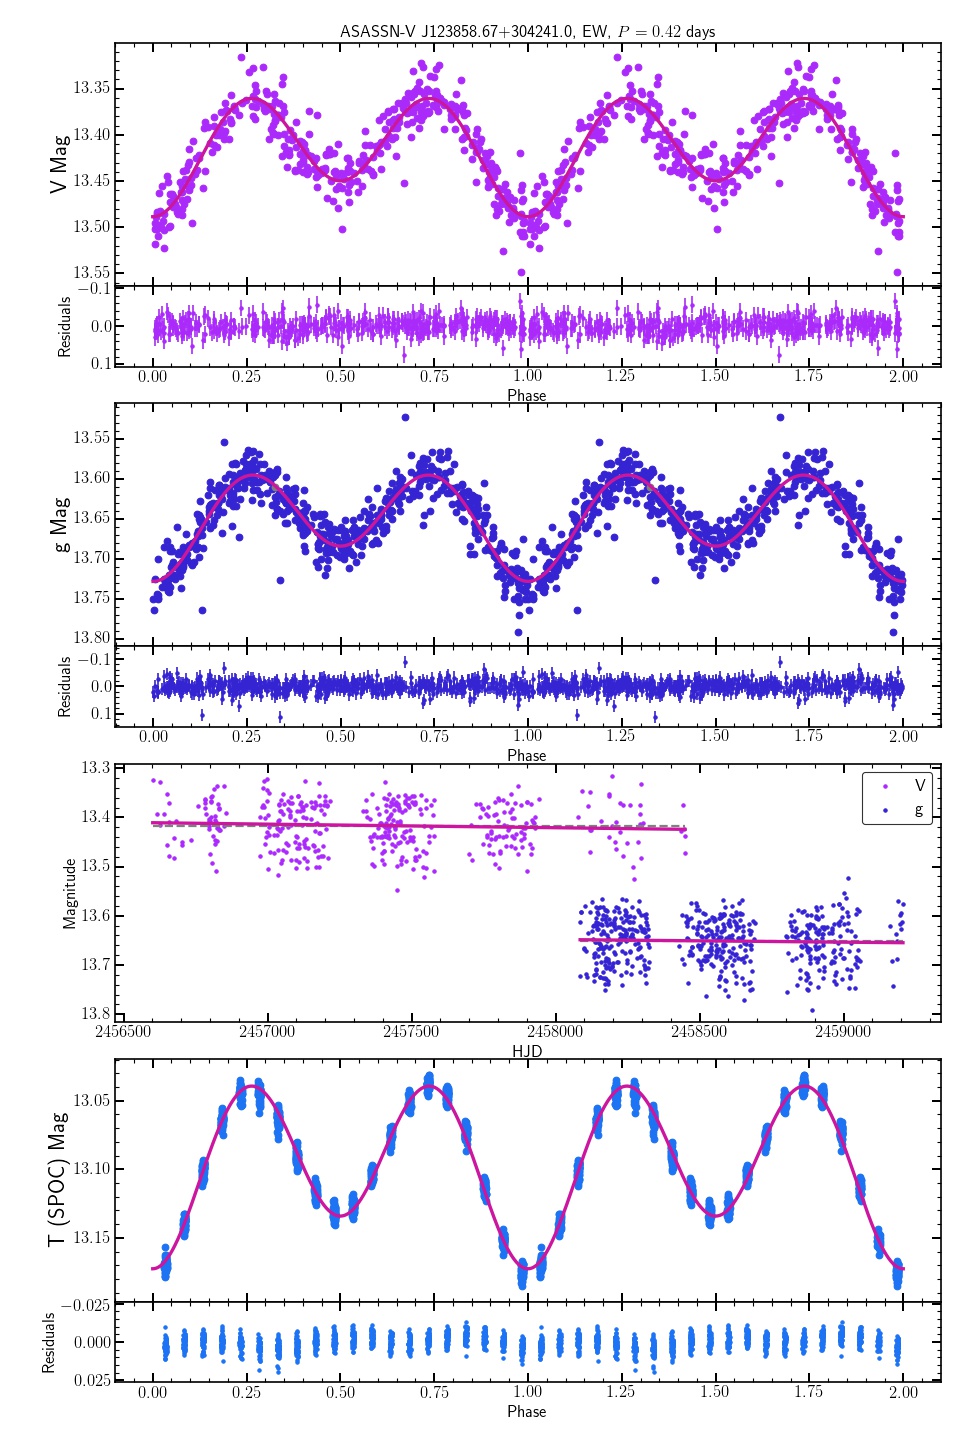 ASASSN-V J123858.67+304241.0, EW, P = 0.42 days
V Mag
13.35
13.40
13.45
13.50
13.55
Residuals
−0.1
0.0
0.1
0.00 0.25 0.50 0.75 1.00 1.25 1.50 1.75 2.00
Phase
g Mag
13.55
13.60
13.65
13.70
13.75
13.80
Residuals
−0.1
0.0
0.1
0.00 0.25 0.50 0.75 1.00 1.25 1.50 1.75 2.00
Phase
Magnitude
13.3
13.4
13.5
13.6
13.7
13.8
V
g
2456500 2457000 2457500 2458000 2458500 2459000
HJD
T (SPOC) Mag
13.05
13.10
13.15
Residuals
−0.025
0.000
0.025
0.00 0.25 0.50 0.75 1.00 1.25 1.50 1.75 2.00
Phase